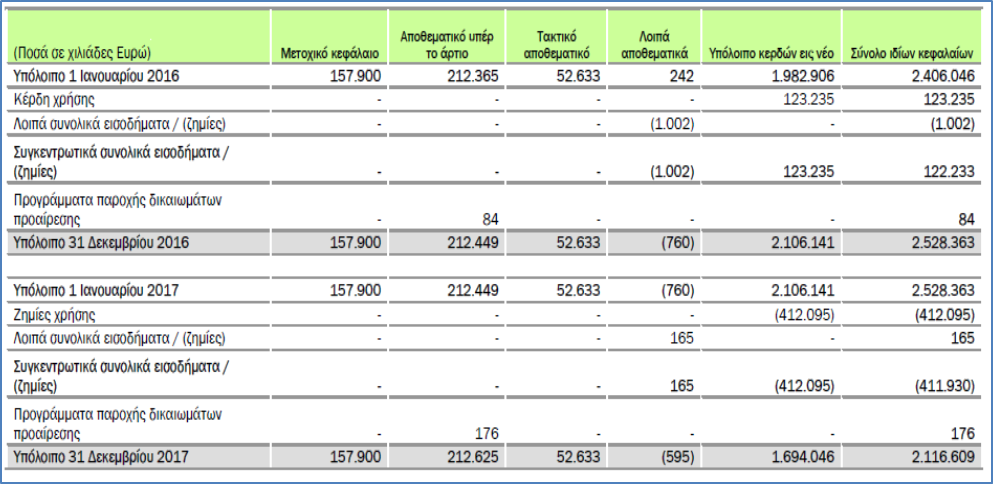 (Ποσά σε χιλιάδες Ευρώ) Μετοχικό κεφάλαιο Αποθεματικό υπέρ το άρτιο Τακτικό αποθεματικό Λοιπά αποθεματικά Υπόλοιπο κερδών εις νέο Σύνολο ιδίων κεφαλαίων
Υπόλοιπο 1 Ιανουαρίου 2016 157.900 212.365 52.633 242 1.982.906 2.406.046
Κέρδη χρήσης - - - - 123.235 123.235
Λοιπά συνολικά εισοδήματα / (ζημίες) - - - (1.002) - (1.002)
Συγκεντρωτικά συνολικά εισοδήματα /
(ζημίες) - - - (1.002) 123.235 122.233
Προγράμματα παροχής δικαιωμάτων
προαίρεσης - 84 - - - 84
Υπόλοιπο 31 Δεκεμβρίου 2016 157.900 212.449 52.633 (760) 2.106.141 2.528.363
Υπόλοιπο 1 Ιανουαρίου 2017 157.900 212.449 52.633 (760) 2.106.141 2.528.363
Ζημίες χρήσης - - - - (412.095) (412.095)
Λοιπά συνολικά εισοδήματα / (ζημίες) - - - 165 - 165
Συγκεντρωτικά συνολικά εισοδήματα /
(ζημίες) - - - 165 (412.095) (411.930)
Προγράμματα παροχής δικαιωμάτων
προαίρεσης - 176 - - - 176
Υπόλοιπο 31 Δεκεμβρίου 2017 157.900 212.625 52.633 (595) 1.694.046 2.116.609